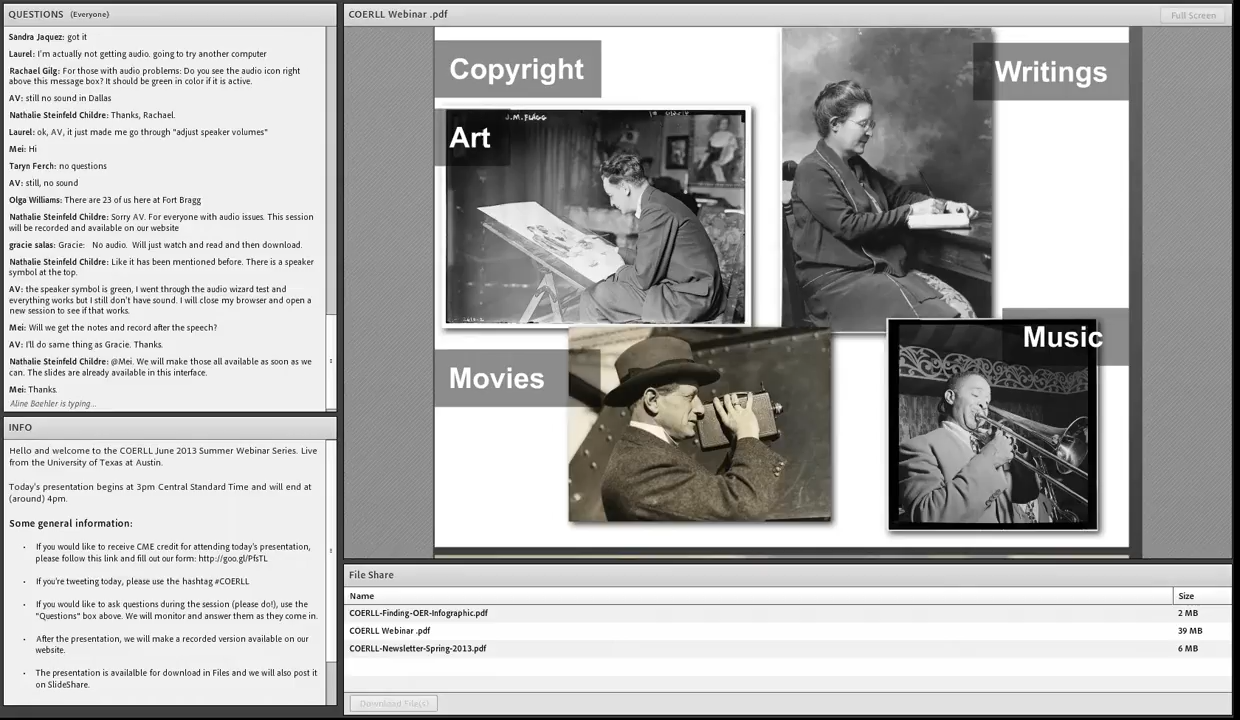 QUESTIONS (Everyone)
Sandra Jaquez: got it
Laurel: I'm actually not getting audio. going to try another computer
Rachael Gilg: For those with audio problems: Do you see the audio icon right
above this message box? It should be green in color if it is active.
AV: still no sound in Dallas
Nathalie Steinfeld Childre: Thanks, Rachael.
Laurel: ok, AV, it just made me go through "adjust speaker volumes"
Mei: Hi
Taryn Ferch: no questions
AV: still, no sound
Olga Williams: There are 23 of us here at Fort Bragg
Nathalie Steinfeld Childre: Sorry AV. For everyone with audio issues. This session
will be recorded and available on our website
gracie salas: Gracie: No audio. Will just watch and read and then download.
Nathalie Steinfeld Childre: Like it has been mentioned before. There is a speaker
symbol at the top.
AV: the speaker symbol is green, I went through the audio wizard test and
everything works but I still don't have sound. I will close my browser and open a
new session to see if that works.
Mei: Will we get the notes and record after the speech?
AV: I'll do same thing as Gracie. Thanks.
Nathalie Steinfeld Childre: @Mei. We will make those all available as soon as we
can. The slides are already available in this interface.
Mei: Thanks.
Aline Baehler is typing...
INFO
Hello and welcome to the COERLL June 2013 Summer Webinar Series. Live
from the University of Texas at Austin.
Today's presentation begins at 3pm Central Standard Time and will end at
(around) 4pm.
Some general information:
• If you would like to receive CME credit for attending today's presentation,
please follow this link and fill out our form: http://goo.gl/PfsTL
• If you're tweeting today, please use the hashtag #COERLL
• If you would like to ask questions during the session (please do!), use the
"Questions" box above. We will monitor and answer them as they come in.
• After the presentation, we will make a recorded version available on our
website.
• The presentation is availalble for download in Files and we will also post it
on SlideShare.
COERLL Webinar .pdf
Full Screen
Copyright
Writings
J.M. FLAGG
Art
Movies
Music
File Share
Name Size
COERLL-Finding-OER-Infographic.pdf 2 MB
COERLL Webinar .pdf 39 MB
COERLL-Newsletter-Spring-2013.pdf 6 MB
Download File(s)